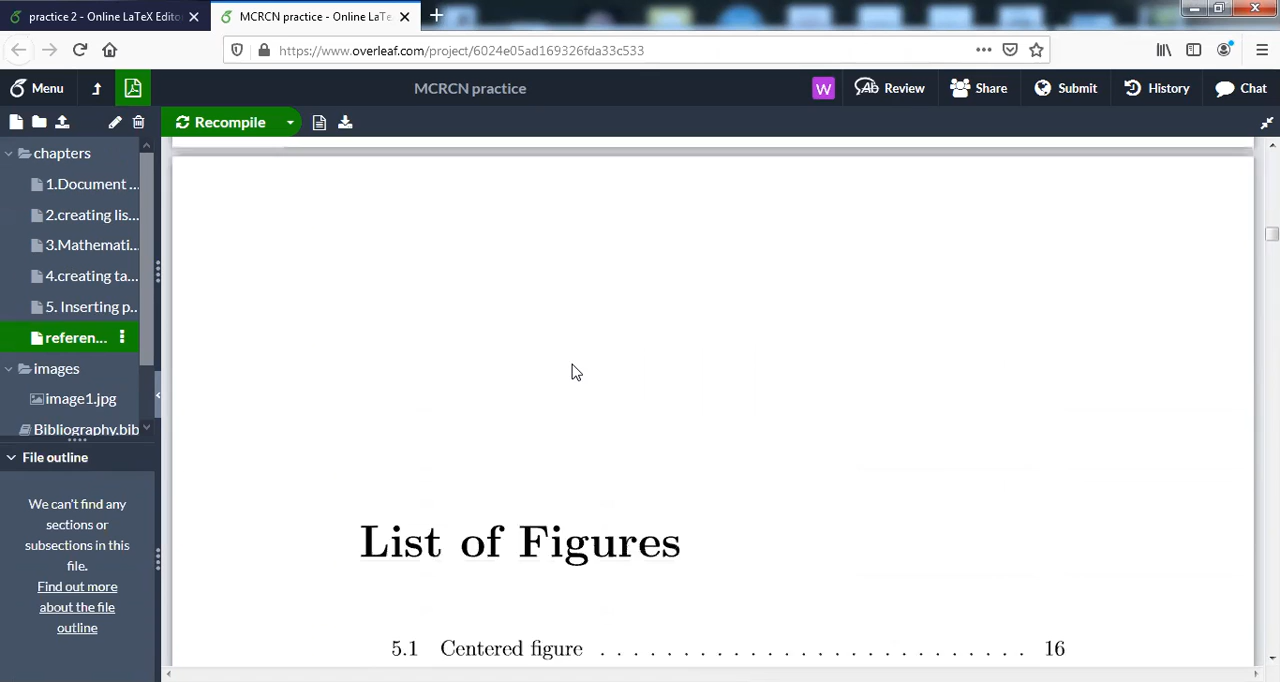 practice 2 - Online LaTeX Editor
MCRCN practice - Online LaTe
https://www.overleaf.com/project/6024e05ad169326fda33c533
Menu
MCRCN practice
W
Review
Share
Submit
History
Chat
Recompile
chapters
1.Document ...
2.creating lis...
3.Mathemati...
4.creating ta...
5. Inserting p...
referen...
images
image1.jpg
Bibliography.bib
File outline
We can't find any
sections or
subsections in this
file.
Find out more
about the file
outline
List of Figures
5.1 Centered figure . . . . . . . . . . . . . . . . . . . . . . . . . . 16